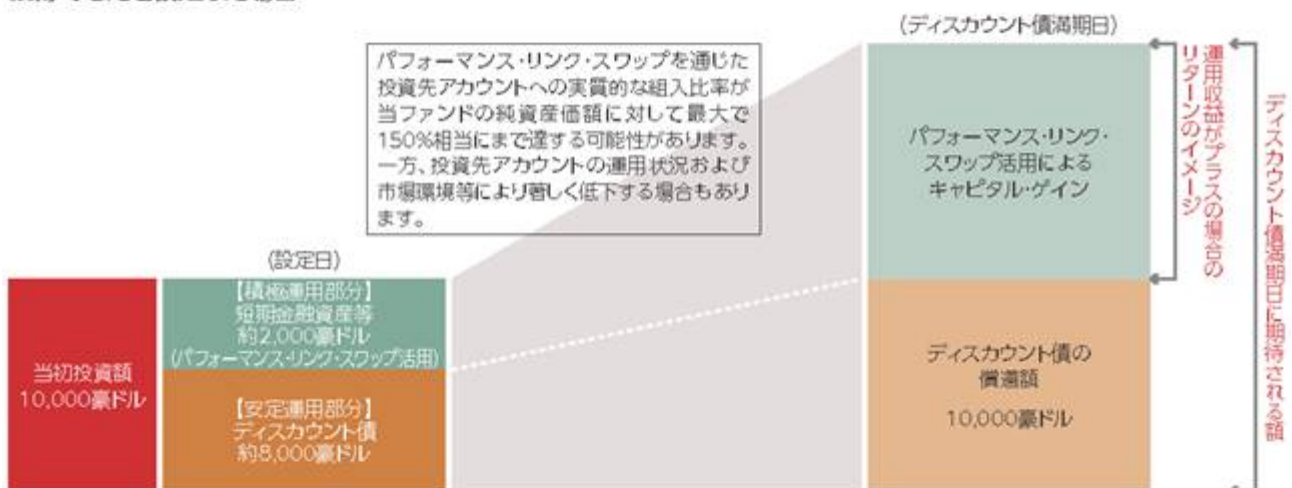 (ディスカウント債満期日)
パフォーマンス・リンク・スワップを通じた
投資先アカウントへの実質的な組入比率が
当ファンドの純資産価額に対して最大で
150%相当にまで達する可能性があります。
一方、投資先アカウントの運用状況および
市場環境等により著しく低下する場合もあり
ます。
パフォーマンス・リンク・
スワップ活用による
キャピタル・ゲイン
運用収益がプラスの場合の
リターンのイメージ
ディスカウント債満期日に期待される額
(設定日)
当初投資額
10,000豪ドル
【積極運用部分】
短期金融資産等
約2,000豪ドル
(パフォーマンス・リンク・スワップ活用)
【安定運用部分】
ディスカウント債
約8,000豪ドル
ディスカウント債の
償還額
10,000豪ドル